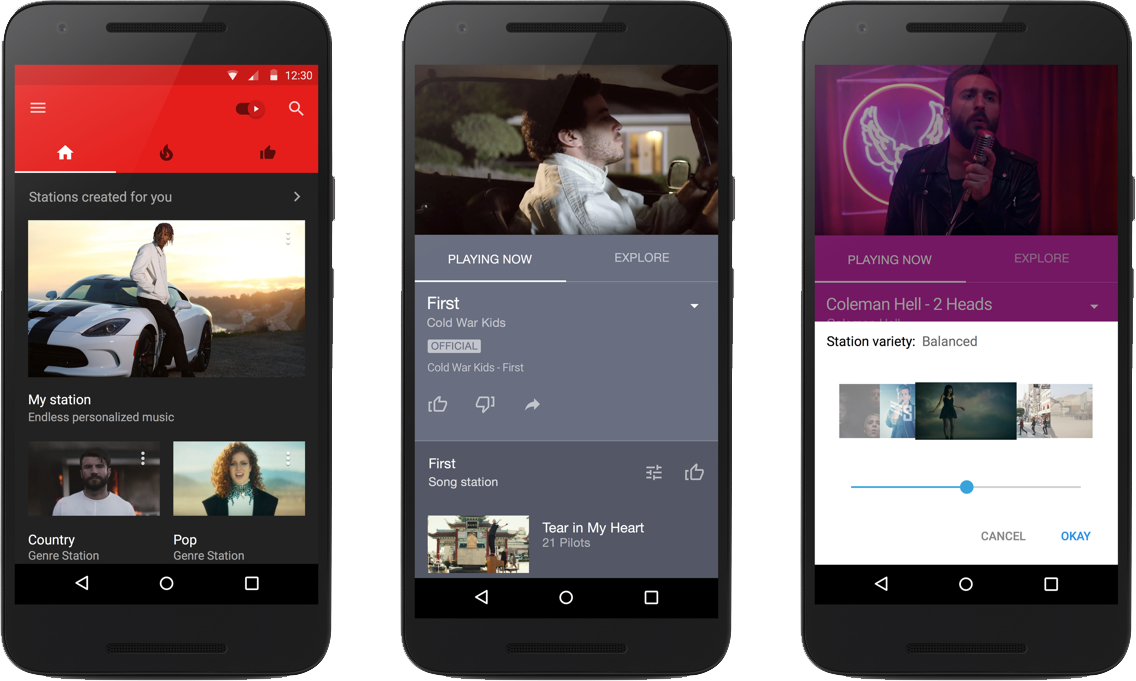 12:30
Stations created for you
My station
Endless personalized music
Country
Genre Station
Pop
Genre Station
PLAYING NOW
EXPLORE
First
Cold War Kids
OFFICIAL
Cold War Kids - First
First
Song station
Tear in My Heart
21 Pilots
PLAYING NOW
EXPLORE
Coleman Hell - 2 Heads
Coleman Hell
Station variety: Balanced
CANCEL
OKAY